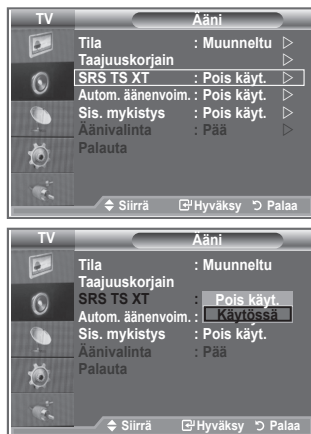 TV Ääni
Tila : Muunneltu
Taajuuskorjain
SRS TS XT : Pois käyt.
Autom. äänenvoim. : Pois käyt.
Sis. mykistys : Pois käyt.
Äänivalinta : Pää
Palauta
Siirrä Hyväksy Palaa
TV Ääni
Tila : Muunneltu
Taajuuskorjain
SRS TS XT : Pois käyt.
Autom. äänenvoim. : Käytössä
Sis. mykistys : Pois käyt.
Äänivalinta : Pää
Palauta
Siirrä Hyväksy Palaa